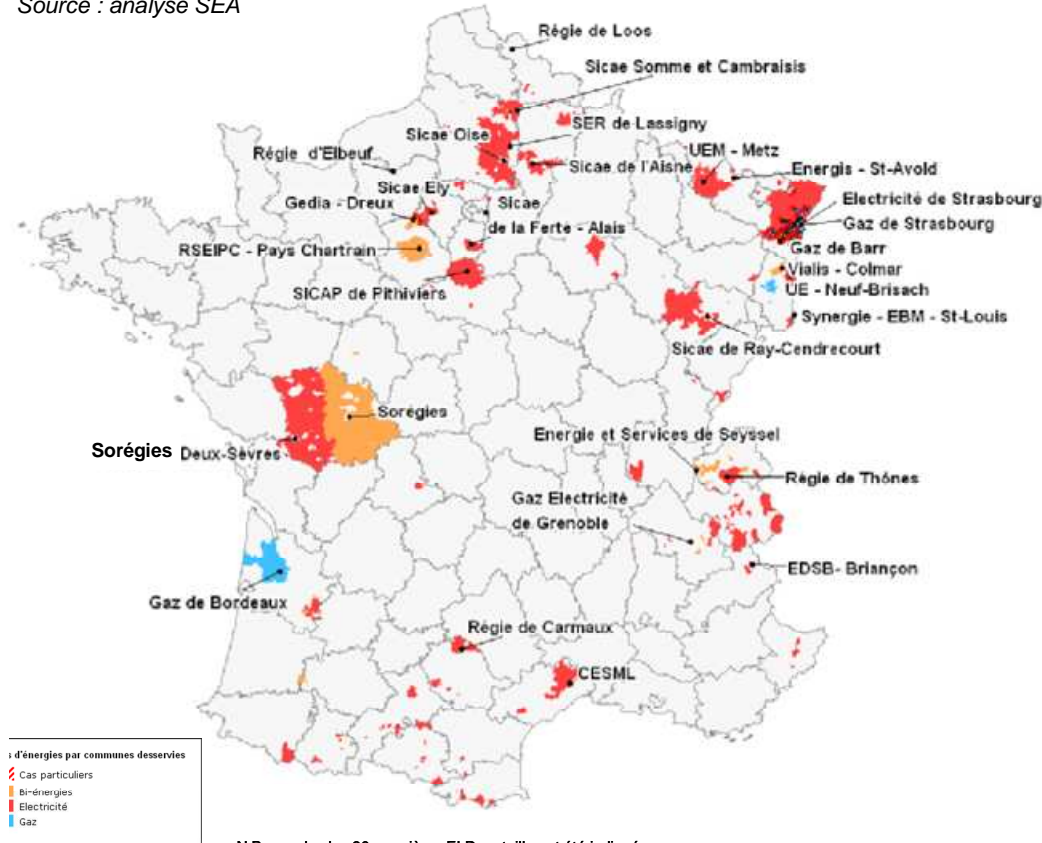 Source : analyse SEA
Régie de Loos
Sicae Somme et Cambraisis
SER de Lassigny
Sicae Oise
Régie d'Elbeuf
Sicae de l'Aisne
UEM - Metz
Energis - St-Avold
Sicae Ely
Electricité de Strasbourg
Gedia - Dreux
Sicae
de la Ferte - Alais
Gaz de Strasbourg
RSEIPC - Pays Chartrain
Gaz de Barr
Vialis - Colmar
SICAP de Pithiviers
UE - Neuf-Brisach
Synergie - EBM - St-Louis
Sicae de Ray-Cendrecourt
Sorégies
Energie et Services de Seyssel
Sorégies Deux-Sèvres
Régie de Thônes
Gaz Electricité
de Grenoble
EDSB- Briançon
Gaz de Bordeaux
Régie de Carmaux
CESML
d'énergies par communes desservies
Cas particuliers
Bi-énergies
Electricité
Gaz